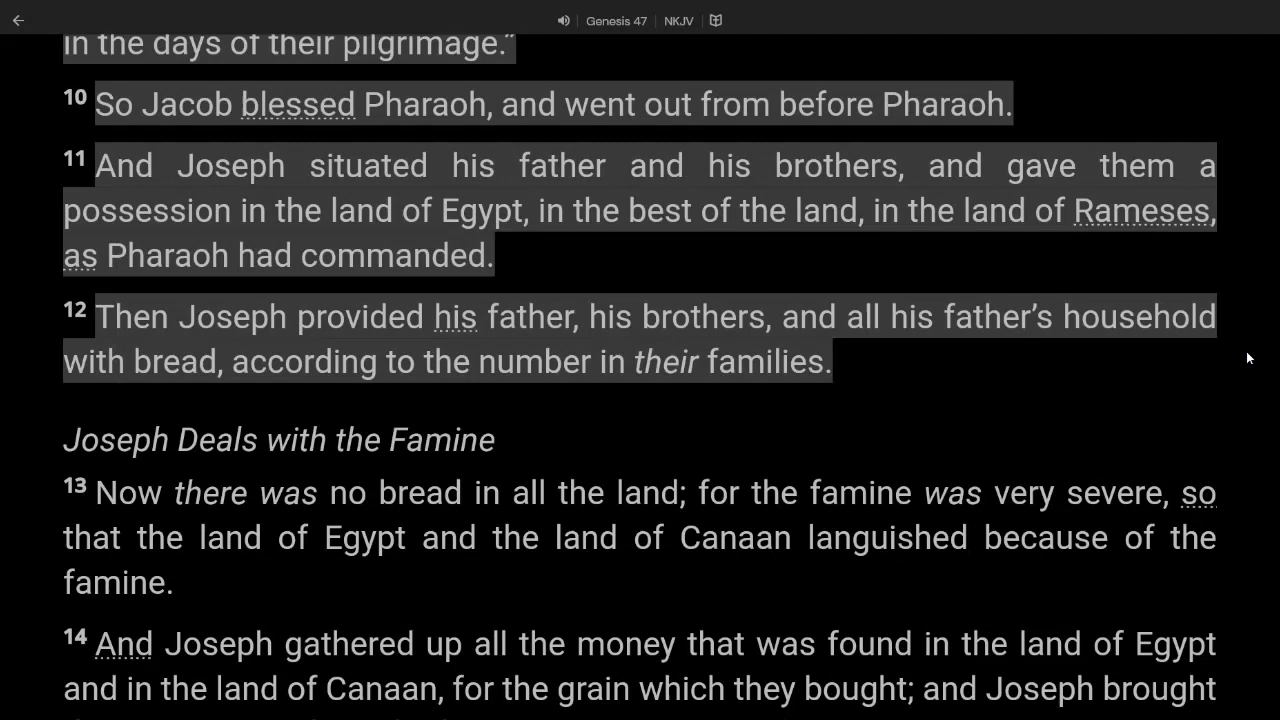 Genesis 47 NKJV
in the days of their pilgrimage.”
10 So Jacob blessed Pharaoh, and went out from before Pharaoh.
11 And Joseph situated his father and his brothers, and gave them a
possession in the land of Egypt, in the best of the land, in the land of Rameses,
as Pharaoh had commanded.
12 Then Joseph provided his father, his brothers, and all his father’s household
with bread, according to the number in their families.
Joseph Deals with the Famine
13 Now there was no bread in all the land; for the famine was very severe, so
that the land of Egypt and the land of Canaan languished because of the
famine.
14 And Joseph gathered up all the money that was found in the land of Egypt
and in the land of Canaan, for the grain which they bought; and Joseph brought